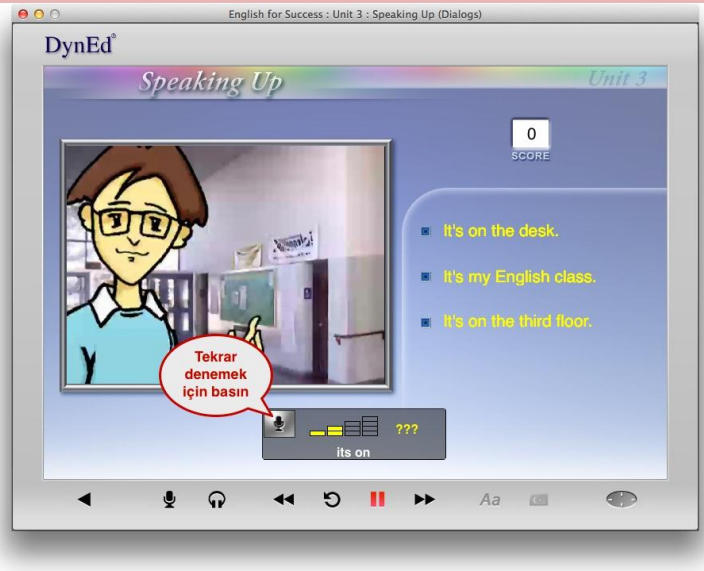 English for Success : Unit 3 : Speaking Up (Dialogs)
DynEd®
Speaking Up
Unit 3
0
SCORE
It's on the desk.
It's my English class.
It's on the third floor.
Tekrar
denemek
için basın
???
its on
Aa